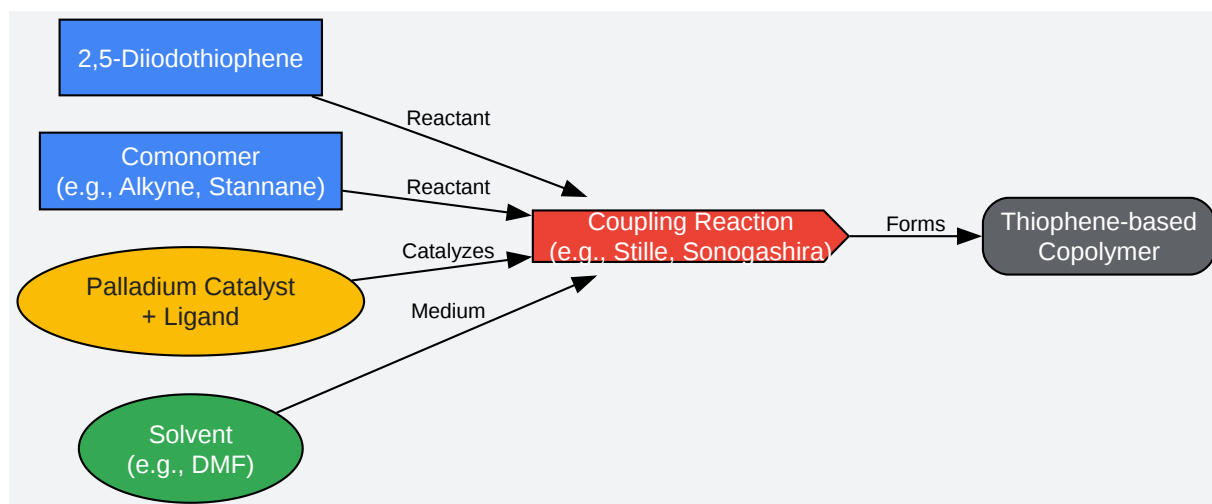 2,5-Diiodothiophene
Reactant
Comonomer
(e.g., Alkyne, Stannane)
Reactant
Palladium Catalyst
+ Ligand
Catalyzes
Solvent
(e.g., DMF)
Medium
Coupling Reaction
(e.g., Stille, Sonogashira)
Forms
Thiophene-based
Copolymer